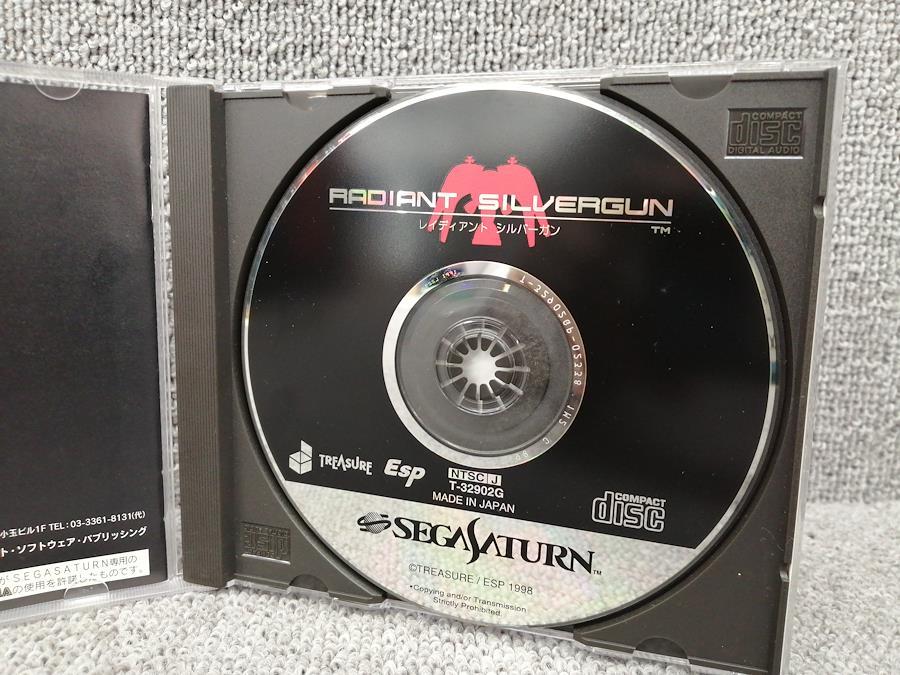 小玉ビル1F TEL:03-3361-8131(代)
ト・ソフトウェア・パブリッシング
がSEGASATURN専用の
の使用を許諾したものです。
COMPACT
disc
DIGITAL AUDIO
RADIANT SILVERGUN
TM
レイディアント シルバーガン
TREASURE
Esp
NTSC J
T-32902G
MADE IN JAPAN
COMPACT
disc
SEGASATURN
TM
©TREASURE / ESP 1998
•Copying and/or Transmission
Strictly Prohibited.